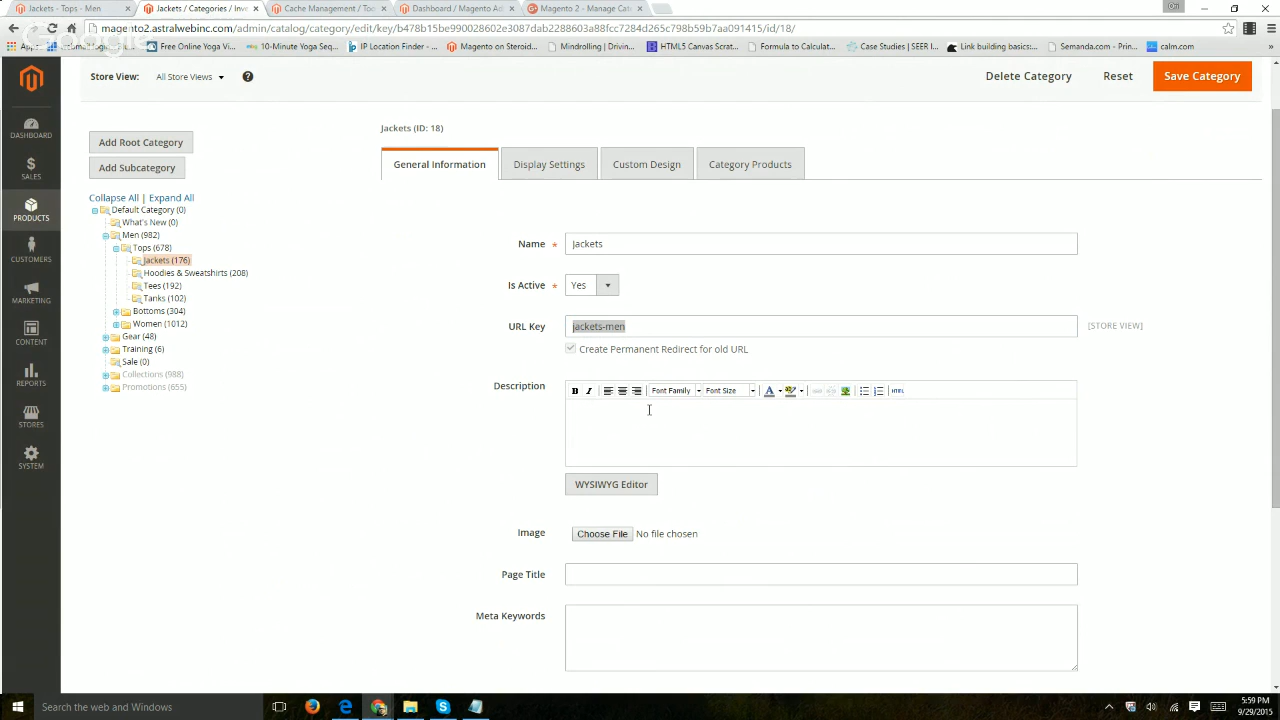 Jackets - Tops - Men
Jackets / Categories / Inve
Cache Management / Too
Dashboard / Magento Ad
Magento 2 - Manage Cat
magento2.astralwebinc.com/admin/catalog/category/edit/key/b478b15be990028602e3087dab2288603a88fcc7284d265c798b59b7aa091415/id/18/
Apps
Google
Free Online Yoga Vi...
10-Minute Yoga Seq...
IP Location Finder - ...
Magento on Steroid...
Mindrolling | Drivin...
HTML5 Canvas Scrat...
Formula to Calculat...
Case Studies | SEER I...
Link building basics:...
Semanda.com - Prin...
calm.com
Store View: All Store Views ?
Delete Category
Reset
Save Category
DASHBOARD
SALES
PRODUCTS
CUSTOMERS
MARKETING
CONTENT
REPORTS
STORES
SYSTEM
Add Root Category
Add Subcategory
Collapse All | Expand All
Default Category (0)
What's New (0)
Men (982)
Tops (678)
Jackets (176)
Hoodies & Sweatshirts (208)
Tees (192)
Tanks (102)
Bottoms (304)
Women (1012)
Gear (48)
Training (6)
Sale (0)
Collections (988)
Promotions (655)
Jackets (ID: 18)
General Information
Display Settings
Custom Design
Category Products
Name * Jackets
Is Active * Yes
URL Key jackets-men [STORE VIEW]
Create Permanent Redirect for old URL
Description
B I Font Family Font Size A HTML
WYSIWYG Editor
Image Choose File No file chosen
Page Title
Meta Keywords
Search the web and Windows
5:59 PM
9/29/2015